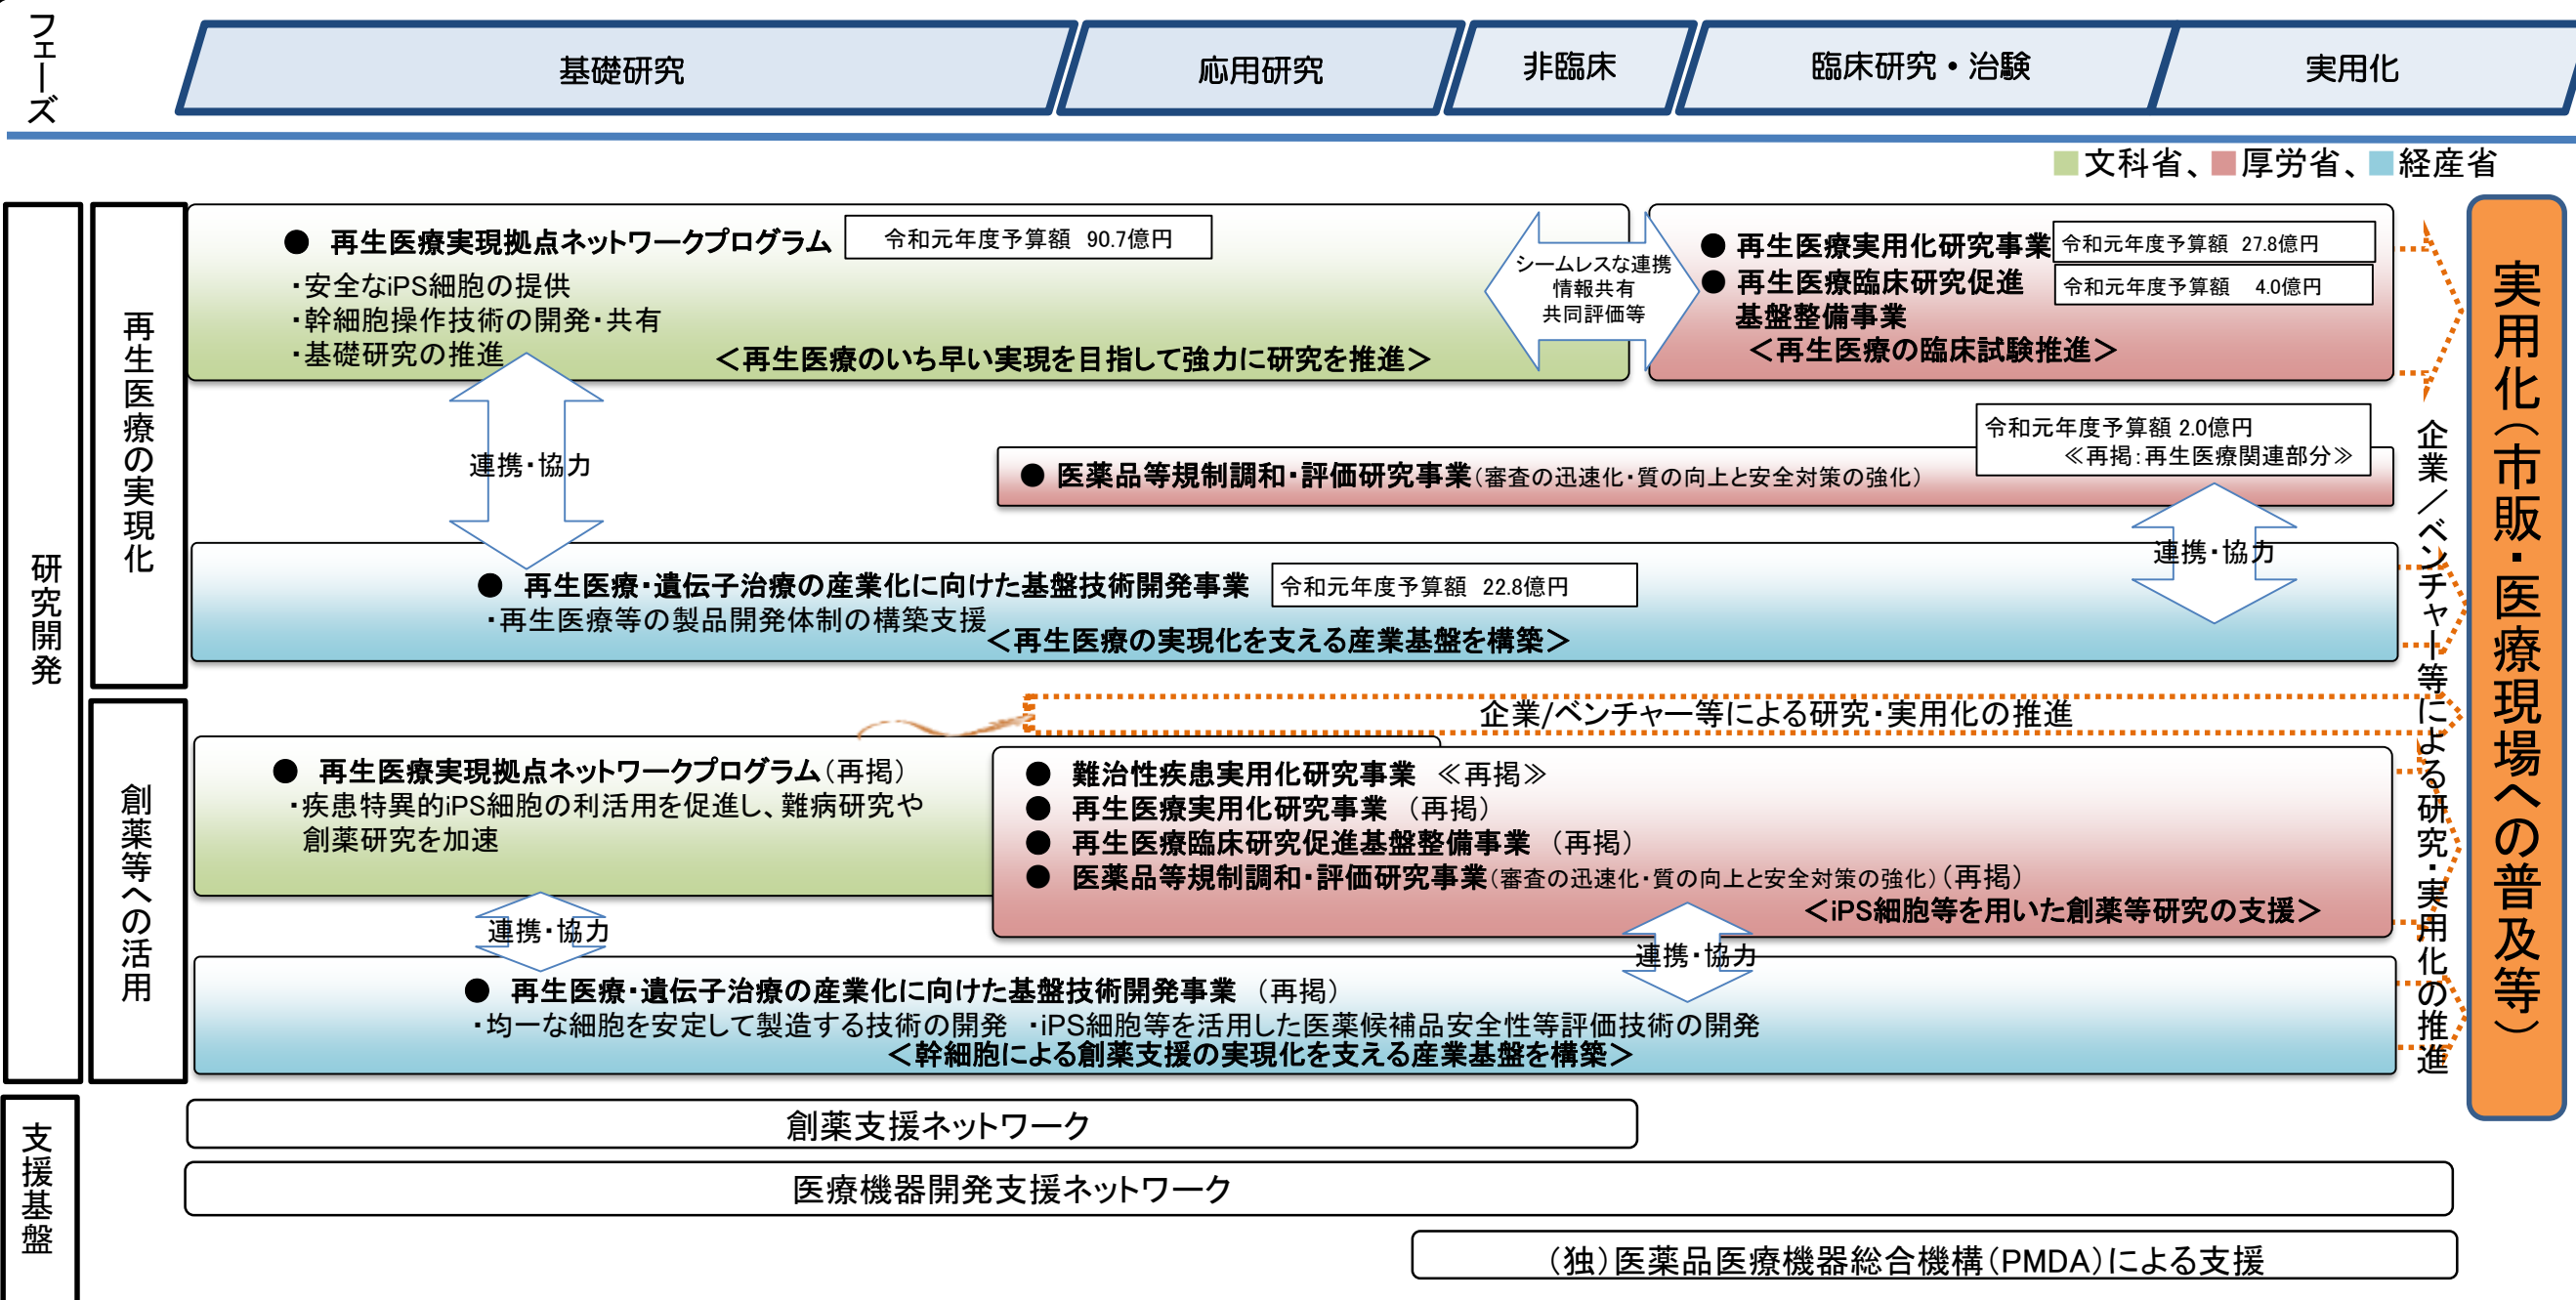 フェーズ
基礎研究
応用研究
非臨床
臨床研究・治験
実用化
文科省、厚労省、経産省
研究開発
再生医療の実現化
● 再生医療実現拠点ネットワークプログラム
令和元年度予算額 90.7億円
・安全なiPS細胞の提供
・幹細胞操作技術の開発・共有
・基礎研究の推進
＜再生医療のいち早い実現を目指して強力に研究を推進＞
シームレスな連携
情報共有
共同評価等
● 再生医療実用化研究事業
令和元年度予算額 27.8億円
● 再生医療臨床研究促進
基盤整備事業
令和元年度予算額 4.0億円
＜再生医療の臨床試験推進＞
連携・協力
令和元年度予算額 2.0億円
≪再掲：再生医療関連部分≫
● 医薬品等規制調和・評価研究事業（審査の迅速化・質の向上と安全対策の強化）
連携・協力
● 再生医療・遺伝子治療の産業化に向けた基盤技術開発事業
令和元年度予算額 22.8億円
・再生医療等の製品開発体制の構築支援
＜再生医療の実現化を支える産業基盤を構築＞
企業／ベンチャー等による研究・実用化の推進
実用化（市販・医療現場への普及等）
創薬等への活用
企業/ベンチャー等による研究・実用化の推進
● 再生医療実現拠点ネットワークプログラム（再掲）
・疾患特異的iPS細胞の利活用を促進し、難病研究や
創薬研究を加速
● 難治性疾患実用化研究事業 ≪再掲≫
● 再生医療実用化研究事業（再掲）
● 再生医療臨床研究促進基盤整備事業（再掲）
● 医薬品等規制調和・評価研究事業（審査の迅速化・質の向上と安全対策の強化）（再掲）
＜iPS細胞等を用いた創薬等研究の支援＞
連携・協力
連携・協力
● 再生医療・遺伝子治療の産業化に向けた基盤技術開発事業（再掲）
・均一な細胞を安定して製造する技術の開発 ・iPS細胞等を活用した医薬候補品安全性等評価技術の開発
＜幹細胞による創薬支援の実現化を支える産業基盤を構築＞
支援基盤
創薬支援ネットワーク
医療機器開発支援ネットワーク
（独）医薬品医療機器総合機構（PMDA）による支援